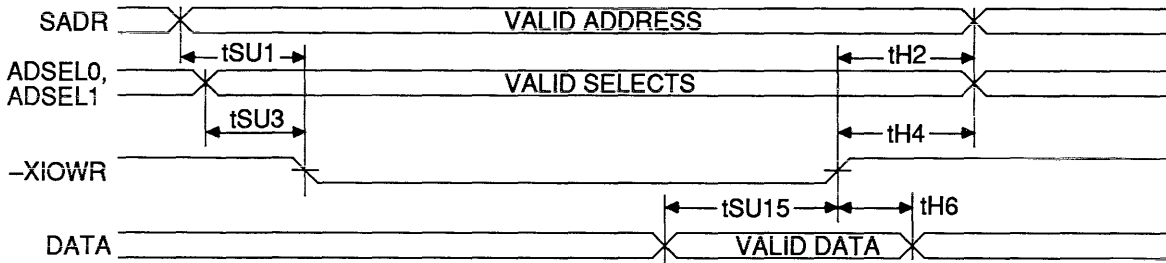 SADR VALID ADDRESS
tSU1 tH2
ADSEL0,
ADSEL1 VALID SELECTS
tSU3 tH4
–XIOWR
tSU15 tH6
DATA VALID DATA